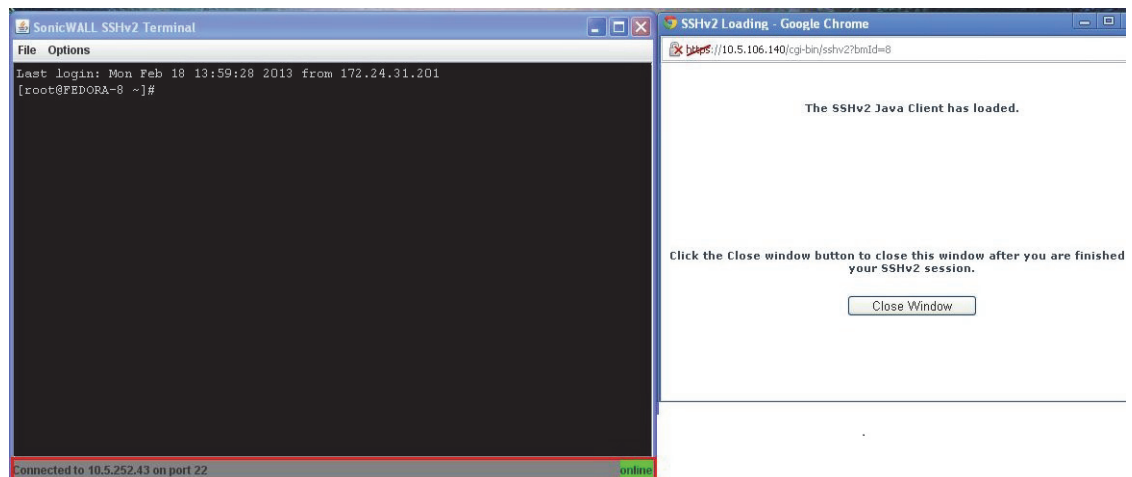 SonicWALL SSHv2 Terminal
File Options
Last login: Mon Feb 18 13:59:28 2013 from 172.24.31.201
[root@FEDORA-8 ~]#
Connected to 10.5.252.43 on port 22
online
SSHv2 Loading - Google Chrome
https://10.5.106.140/cgi-bin/sshv2?bmId=8
The SSHv2 Java Client has loaded.
Click the Close window button to close this window after you are finished
your SSHv2 session.
Close Window